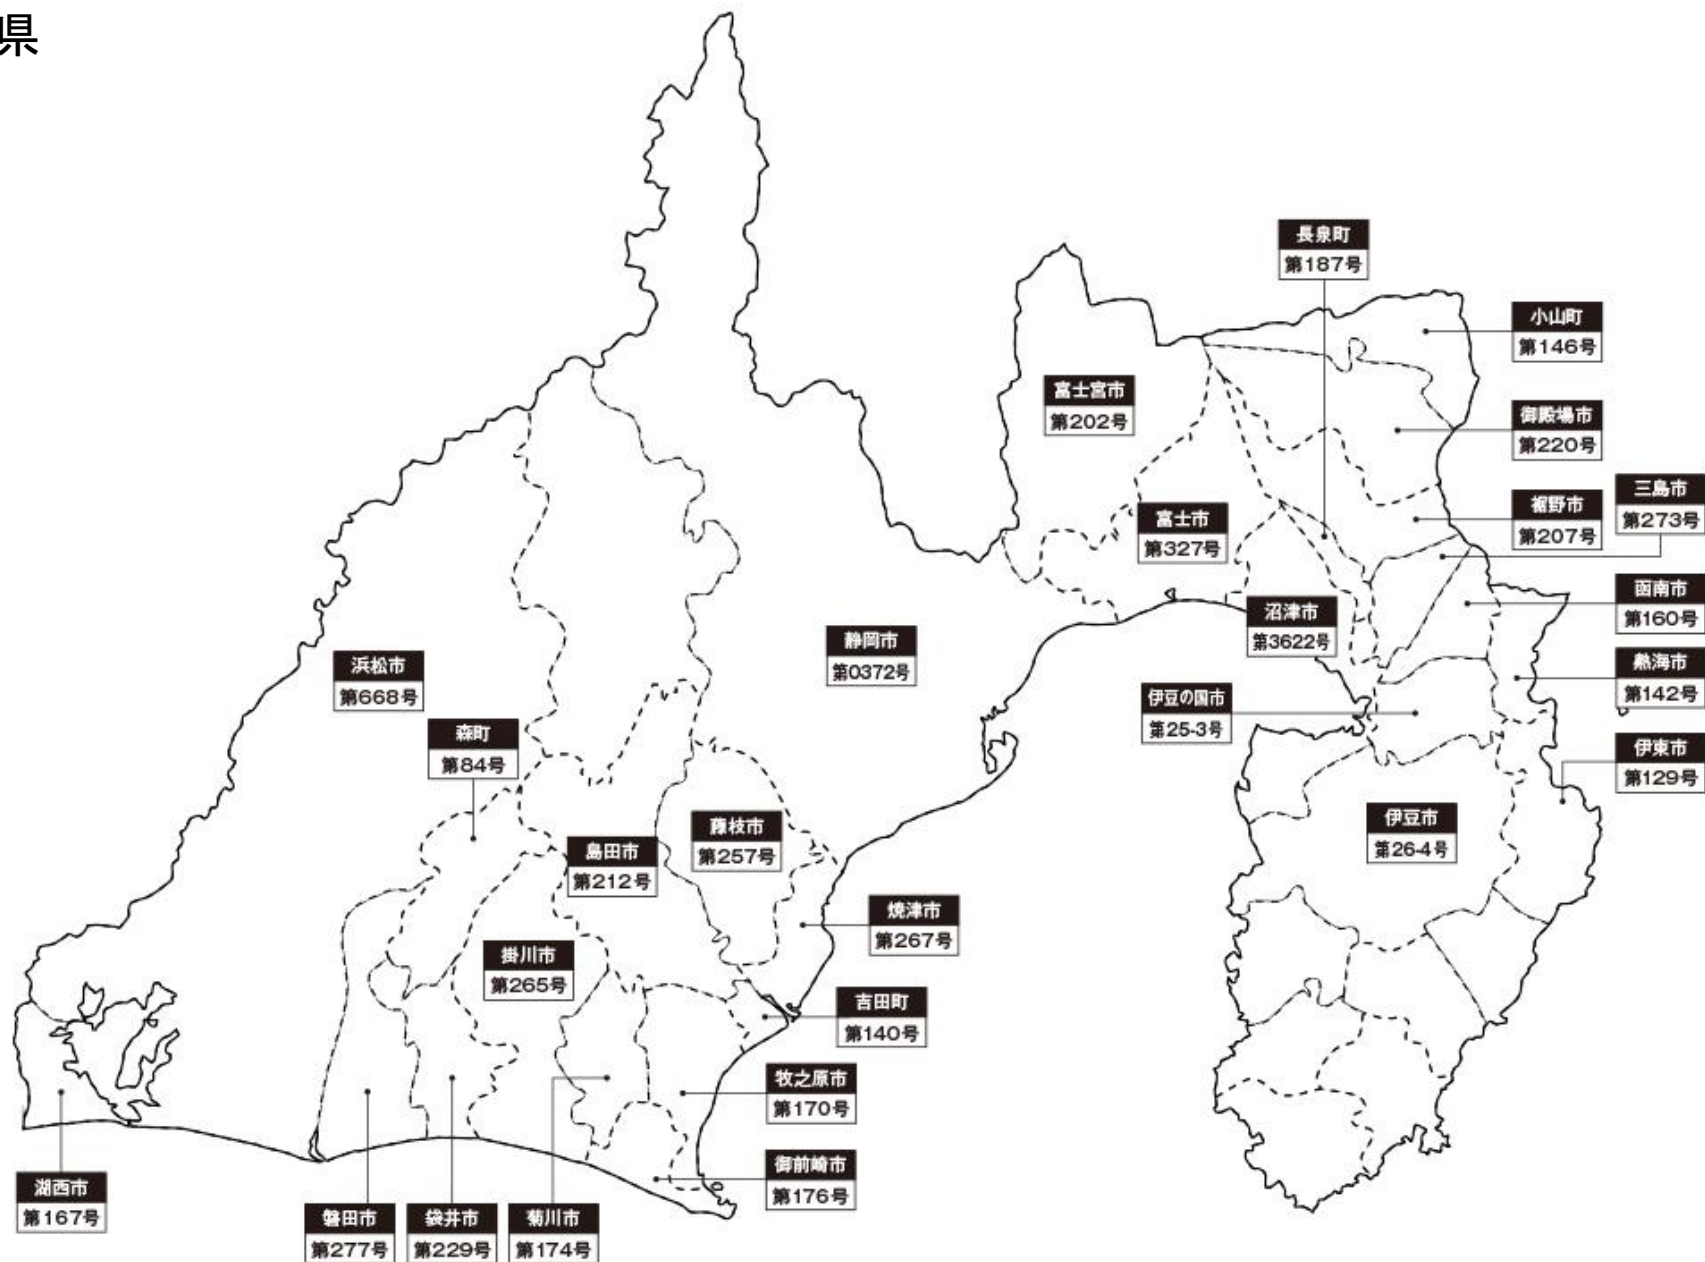 県
長泉町
第187号
小山町
第146号
富士宮市
第202号
御殿場市
第220号
三島市
第273号
裾野市
第207号
富士市
第327号
函南市
第160号
沼津市
第3622号
静岡市
第0372号
浜松市
第668号
熱海市
第142号
伊豆の国市
第25-3号
森町
第84号
伊東市
第129号
伊豆市
第26-4号
藤枝市
第257号
島田市
第212号
焼津市
第267号
掛川市
第265号
吉田町
第140号
牧之原市
第170号
御前崎市
第176号
湖西市
第167号
磐田市
第277号
袋井市
第229号
菊川市
第174号